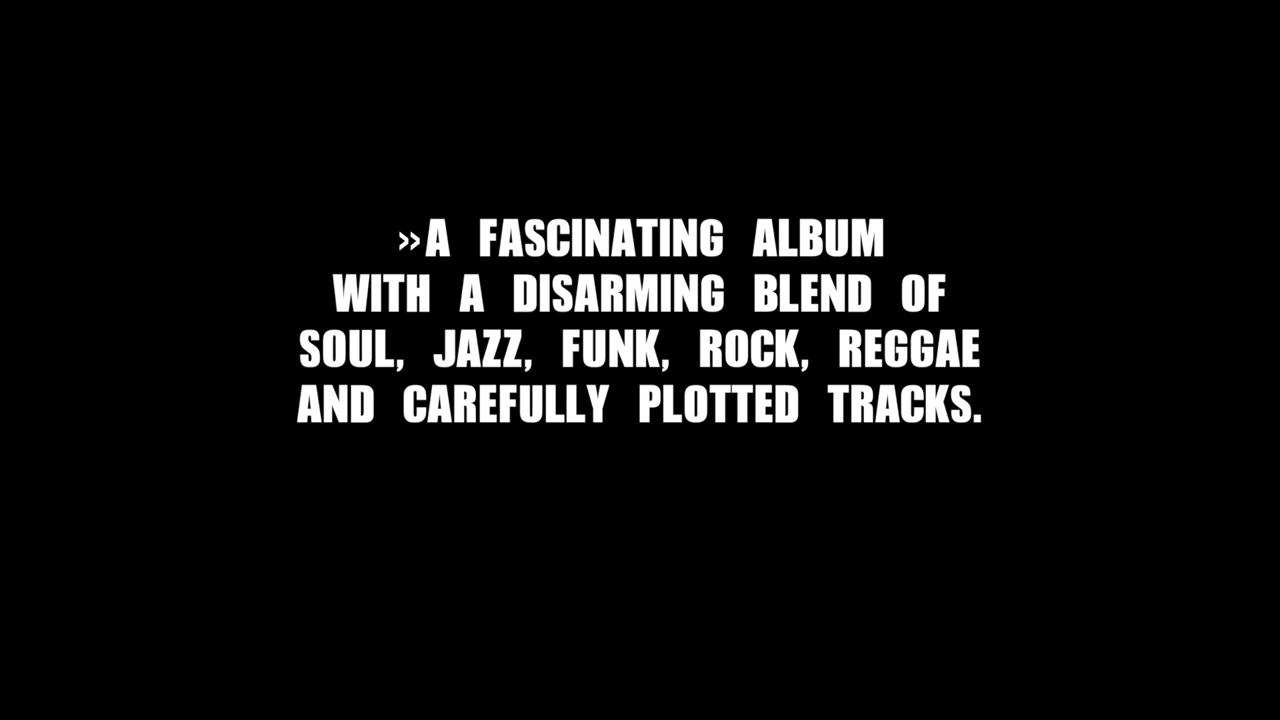 »A FASCINATING ALBUM
WITH A DISARMING BLEND OF
SOUL, JAZZ, FUNK, ROCK, REGGAE
AND CAREFULLY PLOTTED TRACKS.